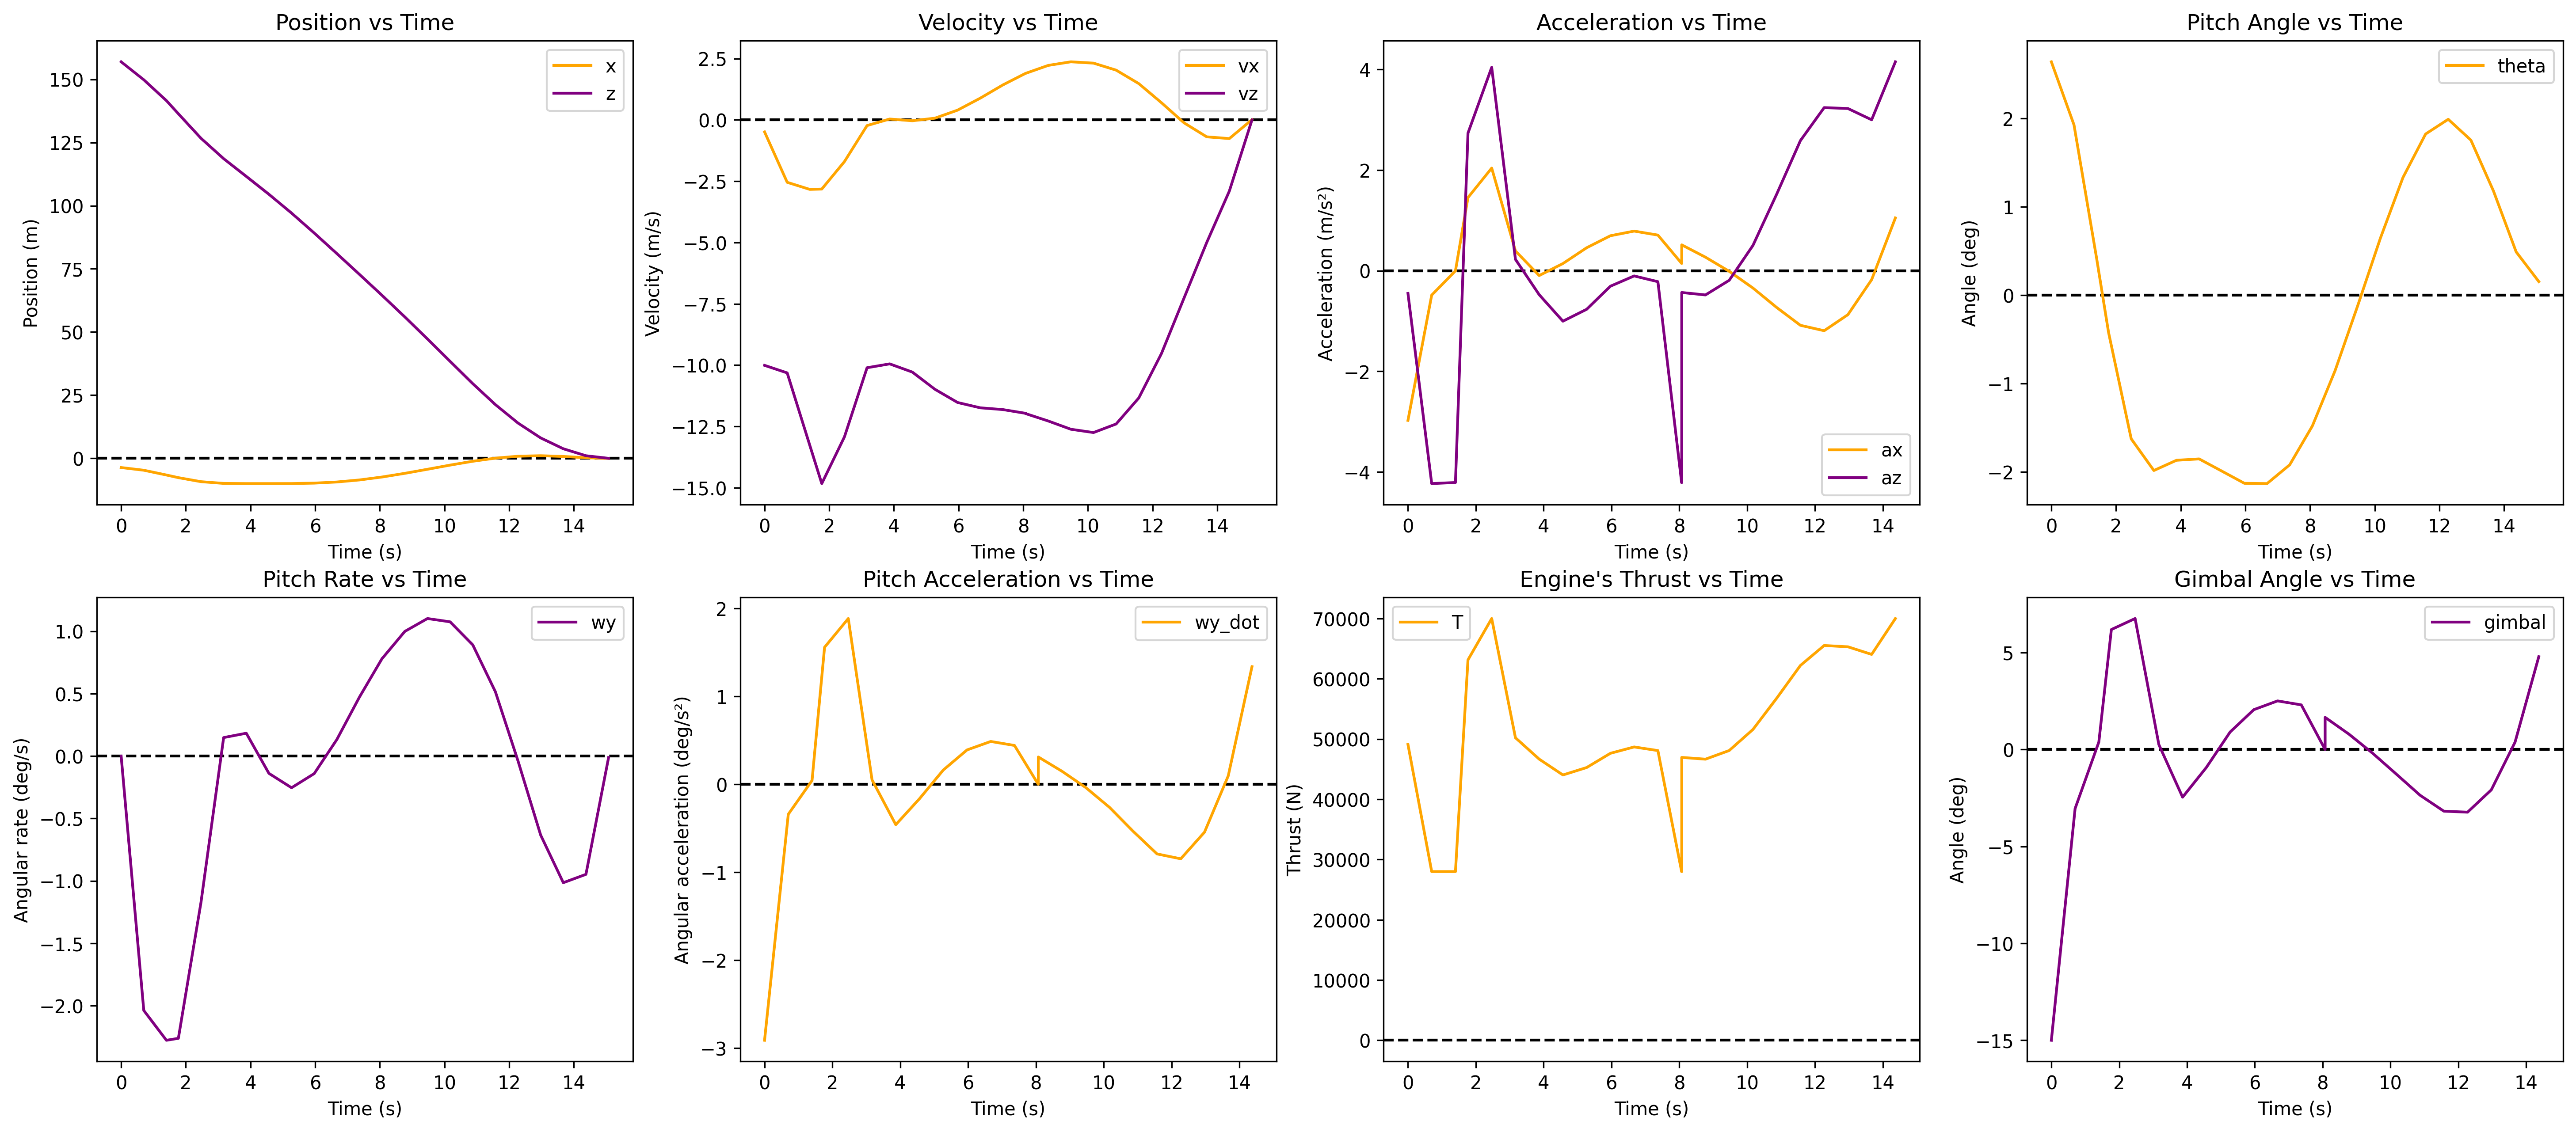 Position vs Time
Position (m)
150
125
100
75
50
25
0
0 2 4 6 8 10 12 14
Time (s)
x
z
Velocity vs Time
Velocity (m/s)
2.5
0.0
−2.5
−5.0
−7.5
−10.0
−12.5
−15.0
0 2 4 6 8 10 12 14
Time (s)
vx
vz
Acceleration vs Time
Acceleration (m/s²)
4
2
0
−2
−4
0 2 4 6 8 10 12 14
Time (s)
ax
az
Pitch Angle vs Time
Angle (deg)
2
1
0
−1
−2
0 2 4 6 8 10 12 14
Time (s)
theta
Pitch Rate vs Time
Angular rate (deg/s)
1.0
0.5
0.0
−0.5
−1.0
−1.5
−2.0
0 2 4 6 8 10 12 14
Time (s)
wy
Pitch Acceleration vs Time
Angular acceleration (deg/s²)
2
1
0
−1
−2
−3
0 2 4 6 8 10 12 14
Time (s)
wy_dot
Engine's Thrust vs Time
Thrust (N)
70000
60000
50000
40000
30000
20000
10000
0
0 2 4 6 8 10 12 14
Time (s)
T
Gimbal Angle vs Time
Angle (deg)
5
0
−5
−10
−15
0 2 4 6 8 10 12 14
Time (s)
gimbal